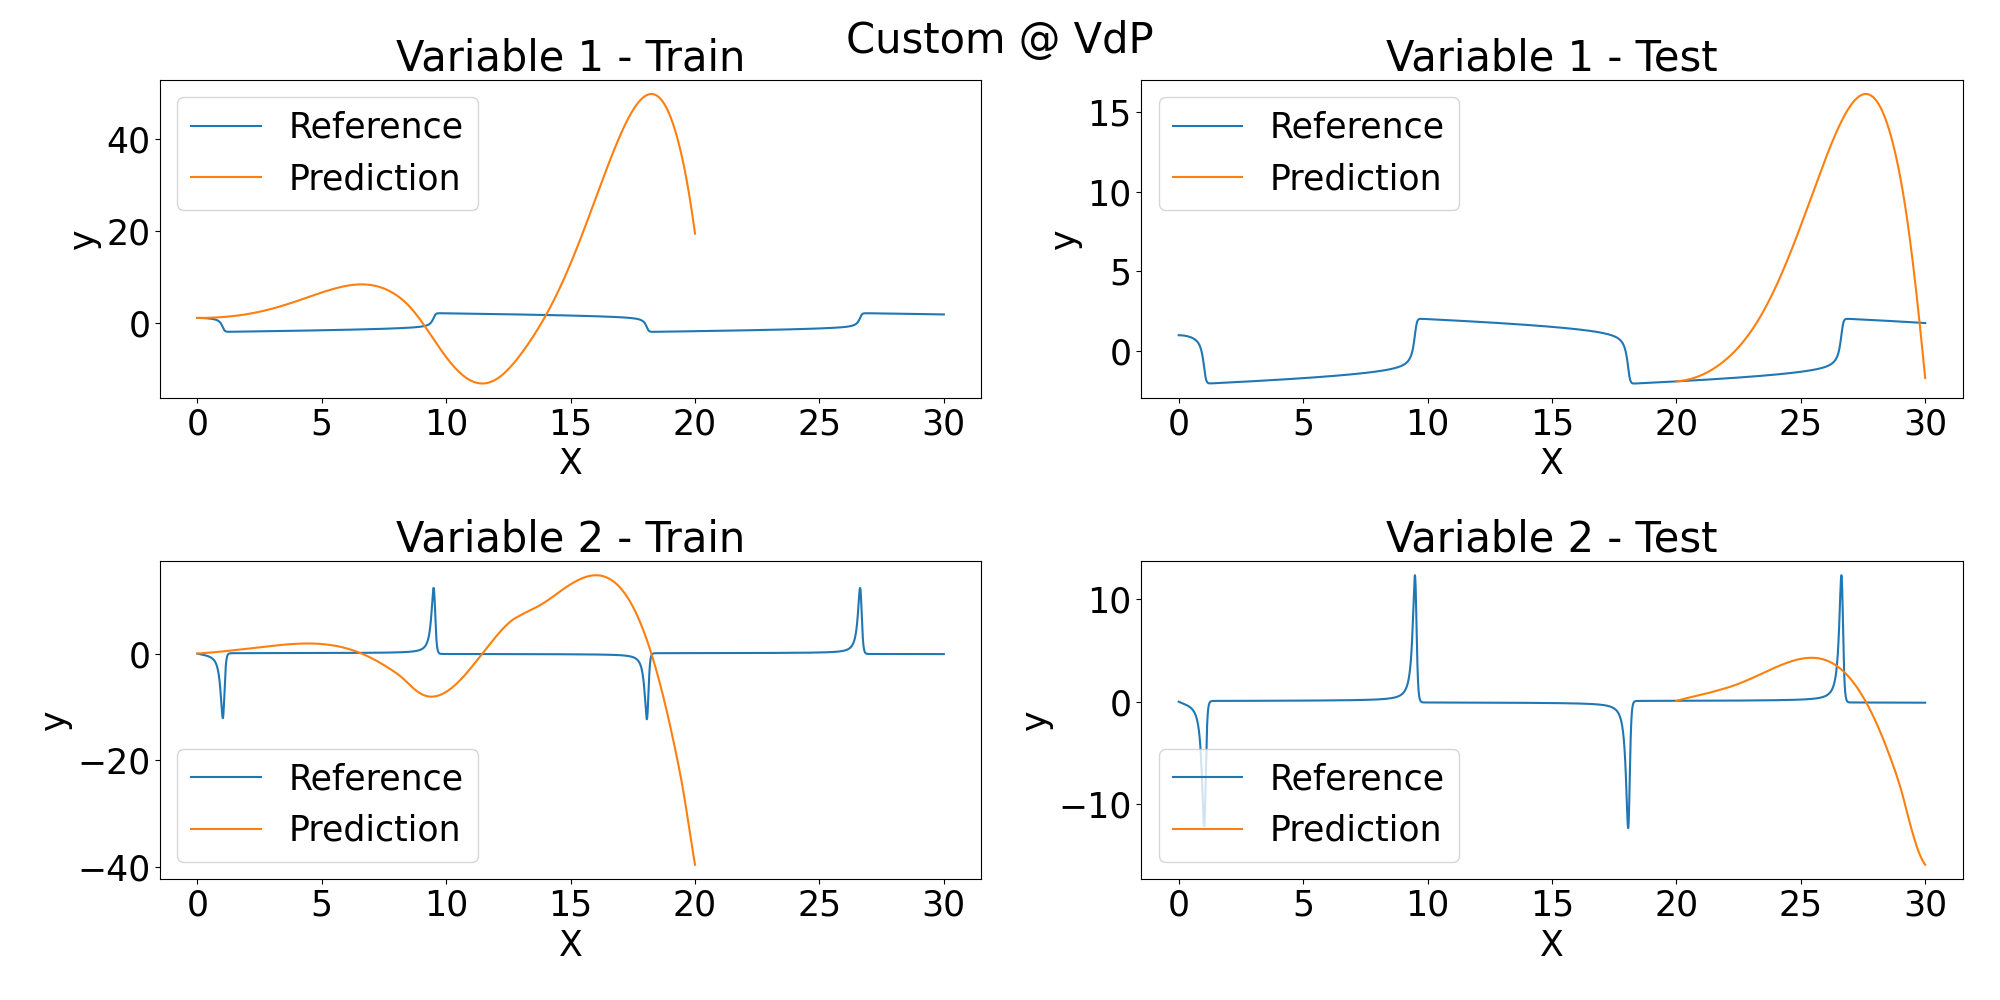 Custom @ VdP
Variable 1 - Train
Reference
Prediction
40
20
0
y
0 5 10 15 20 25 30
X
Variable 1 - Test
Reference
Prediction
15
10
5
0
y
0 5 10 15 20 25 30
X
Variable 2 - Train
0
−20
−40
y
Reference
Prediction
0 5 10 15 20 25 30
X
Variable 2 - Test
10
0
−10
y
Reference
Prediction
0 5 10 15 20 25 30
X